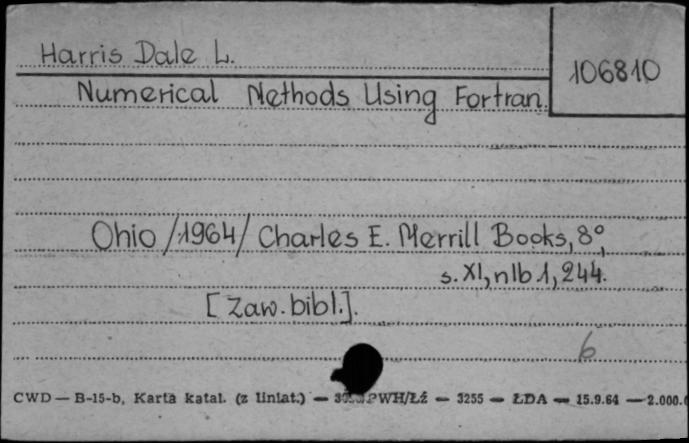 Harris Dale L.
106810
Numerical Methods Using Fortran.
Ohio /1964/ Charles E. Merrill Books, 8°,
s. XI, nlb 1, 244.
[Zaw. bibl.].
6
CWD — B-15-b, Karta katal. (z liniat.) — PWH/Łź — 3255 — ŁDA — 15.9.64 — 2.000.